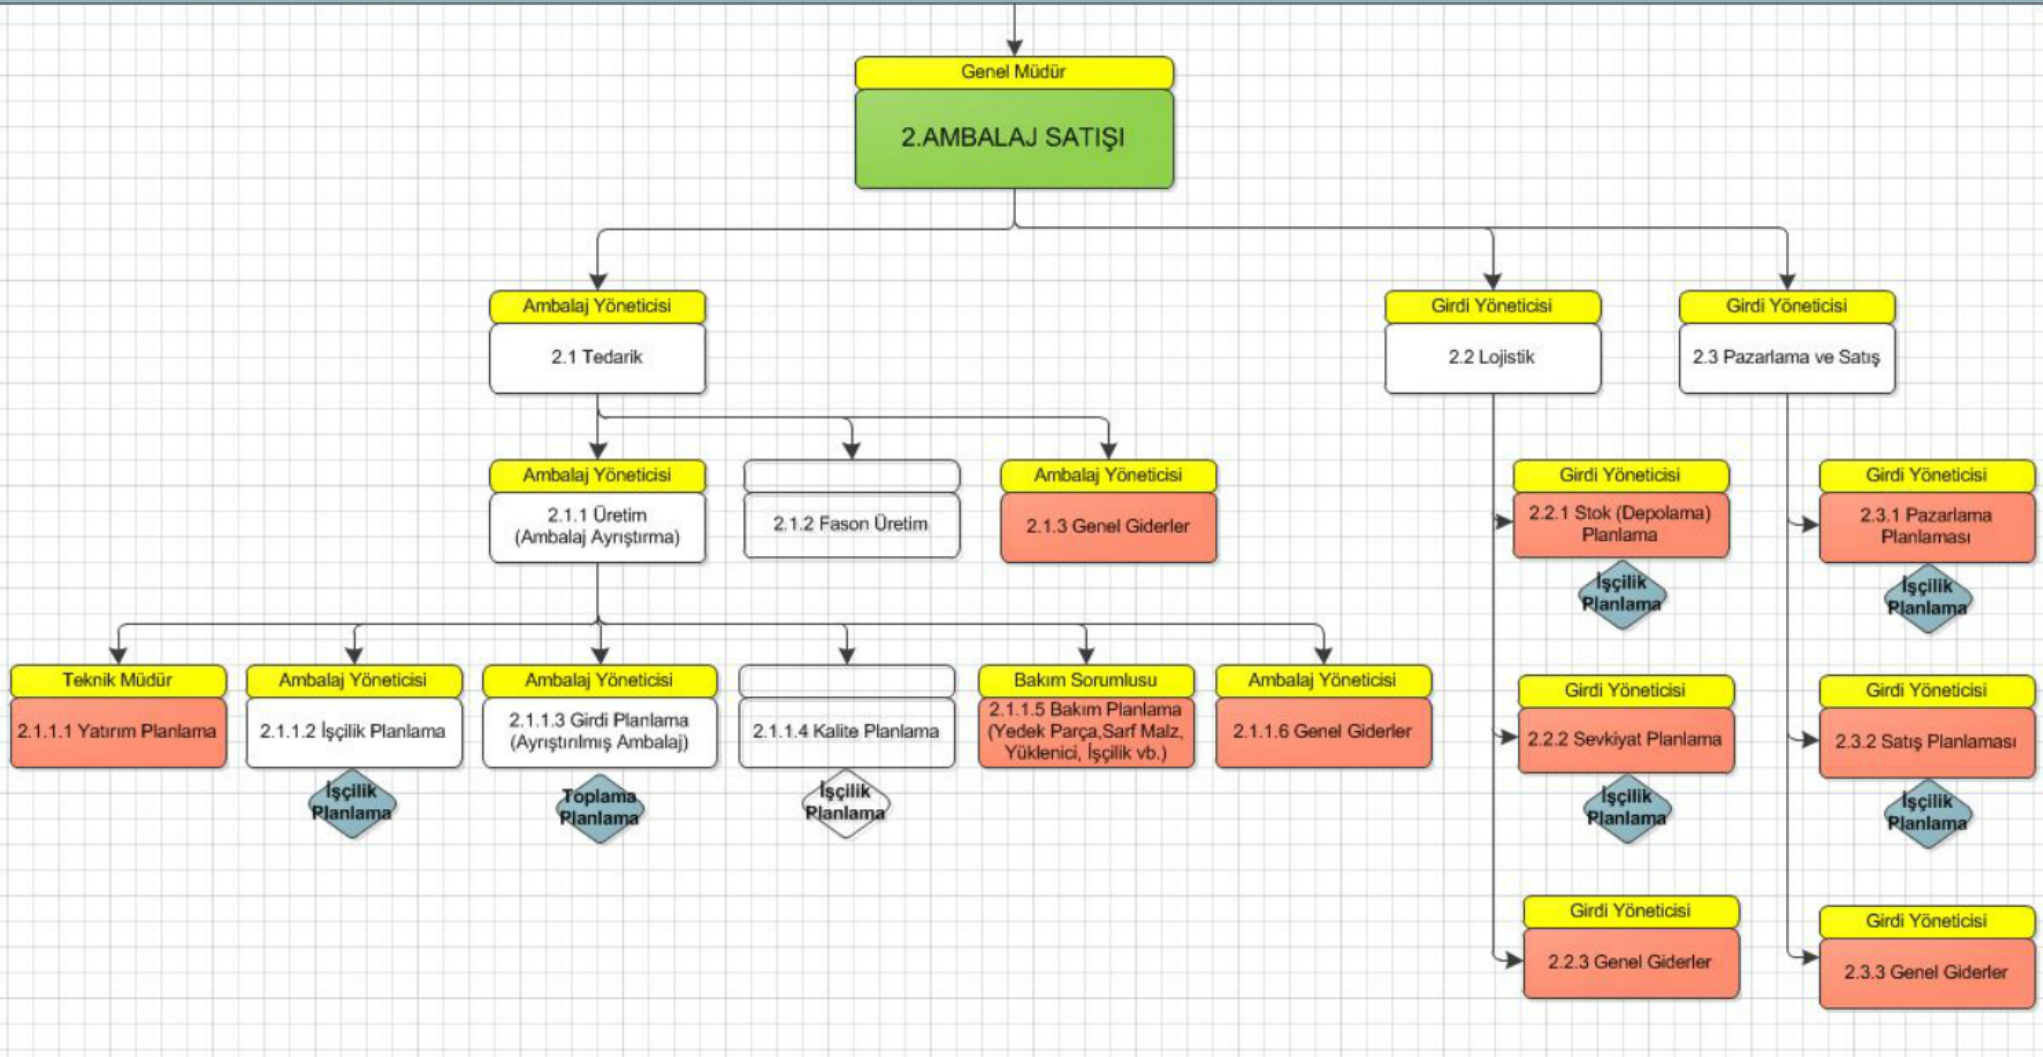 Genel Müdür
2.AMBALAJ SATIŞI
Ambalaj Yöneticisi
2.1 Tedarik
Girdi Yöneticisi
2.2 Lojistik
Girdi Yöneticisi
2.3 Pazarlama ve Satış
Ambalaj Yöneticisi
2.1.1 Üretim
(Ambalaj Ayrıştırma)
2.1.2 Fason Üretim
Ambalaj Yöneticisi
2.1.3 Genel Giderler
Girdi Yöneticisi
2.2.1 Stok (Depolama)
Planlama
İşçilik
Planlama
Girdi Yöneticisi
2.3.1 Pazarlama
Planlaması
İşçilik
Planlama
Teknik Müdür
2.1.1.1 Yatırım Planlama
Ambalaj Yöneticisi
2.1.1.2 İşçilik Planlama
İşçilik
Planlama
Ambalaj Yöneticisi
2.1.1.3 Girdi Planlama
(Ayrıştırılmış Ambalaj)
Toplama
Planlama
2.1.1.4 Kalite Planlama
İşçilik
Planlama
Bakım Sorumlusu
2.1.1.5 Bakım Planlama
(Yedek Parça,Sarf Malz,
Yüklenici, İşçilik vb.)
Ambalaj Yöneticisi
2.1.1.6 Genel Giderler
Girdi Yöneticisi
2.2.2 Sevkiyat Planlama
İşçilik
Planlama
Girdi Yöneticisi
2.3.2 Satış Planlaması
İşçilik
Planlama
Girdi Yöneticisi
2.2.3 Genel Giderler
Girdi Yöneticisi
2.3.3 Genel Giderler